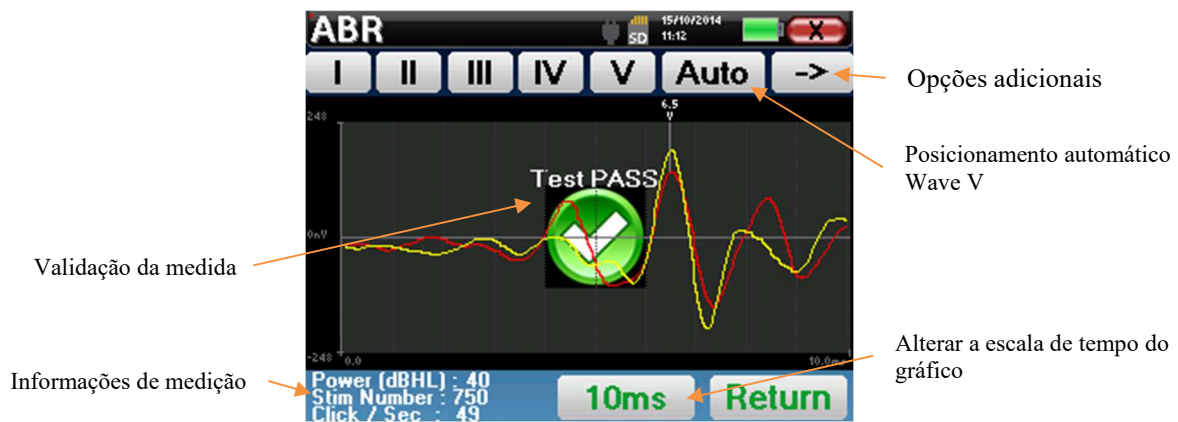 ABR
SD
15/10/2014
11:12
X
I II III IV V Auto ->
Opções adicionais
6.5
V
248
Posicionamento automático
Wave V
Test PASS
0nV
Validação da medida
-248
0.0
10.0ms
Alterar a escala de tempo do
gráfico
Informações de medição
Power (dBHL) : 40
Stim Number : 750
Click / Sec : 49
10ms
Return